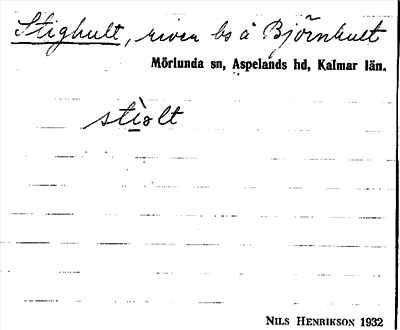 Stighult, riven bs å Björnhult
Mörlunda sn, Aspelands hd, Kalmar län.
stìolt
NILS HENRIKSON 1932